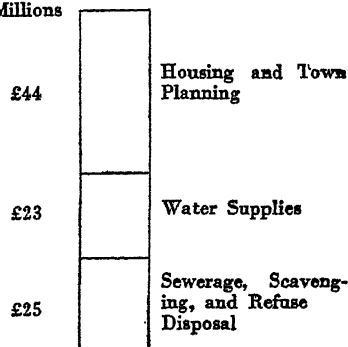 Millions
£44
Housing and Town
Planning
£23
Water Supplies
£25
Sewerage, Scaveng-
ing, and Refuse
Disposal